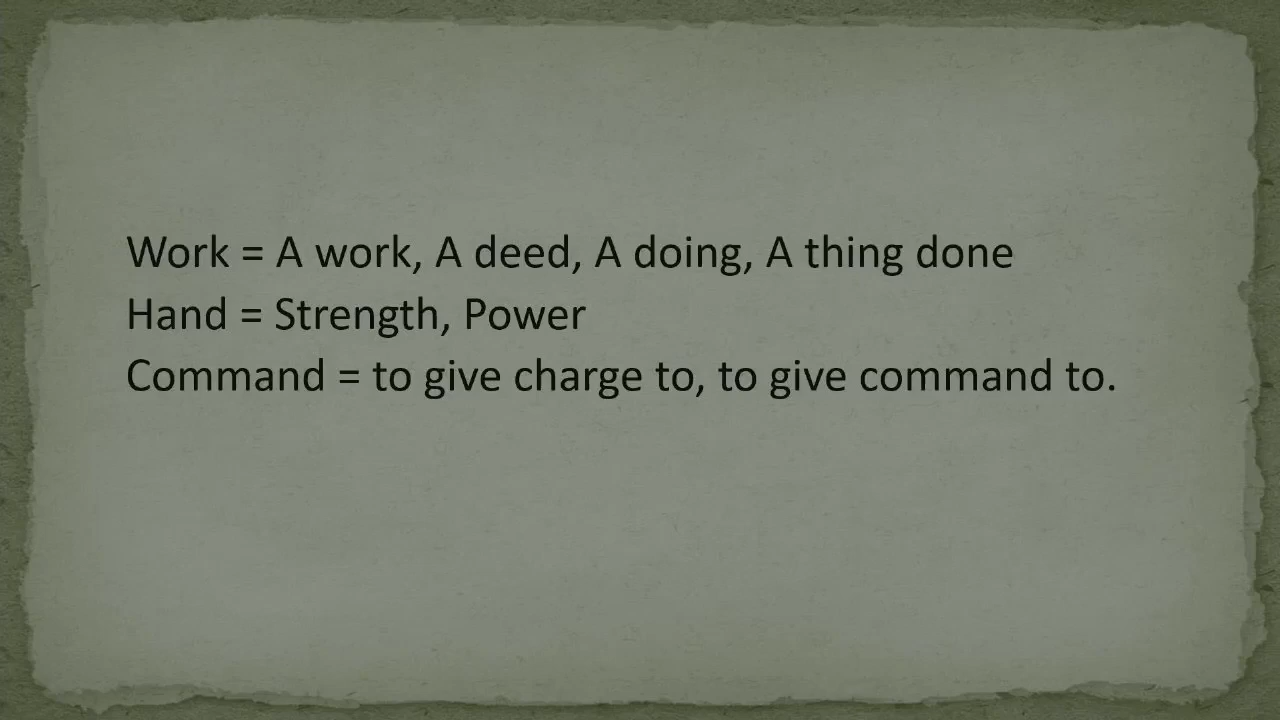 Work = A work, A deed, A doing, A thing done
Hand = Strength, Power
Command = to give charge to, to give command to.